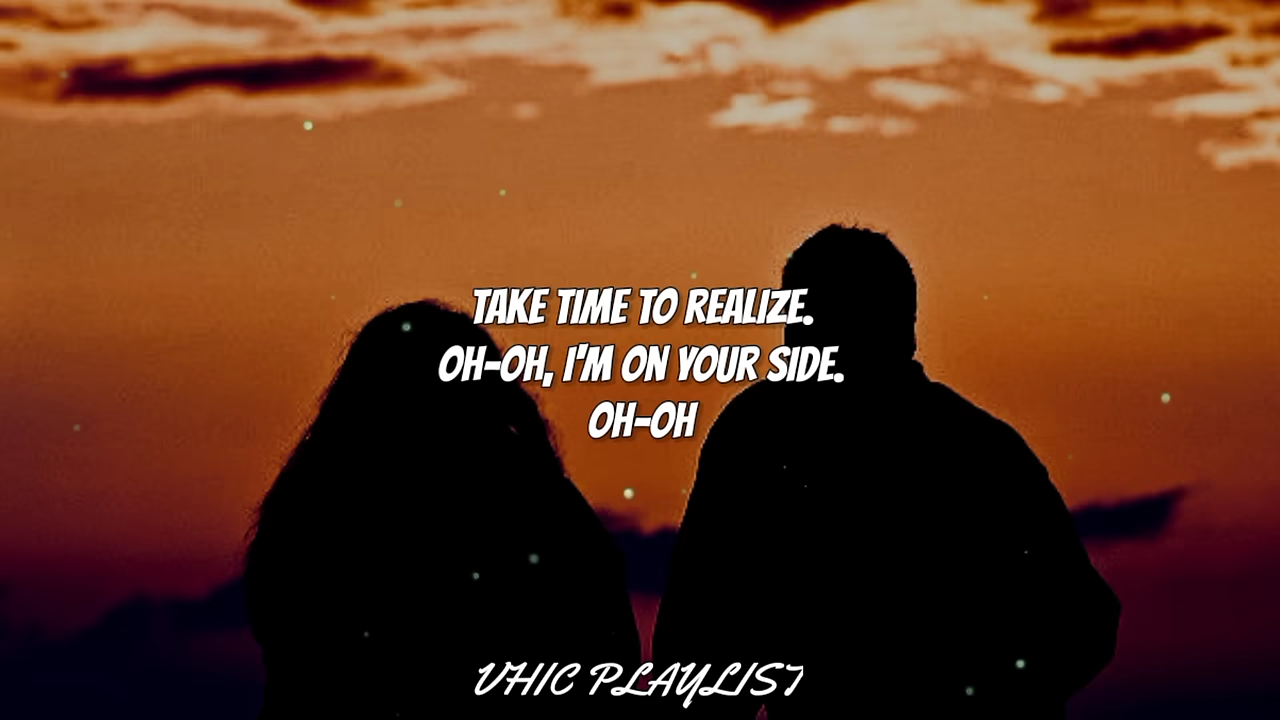 TAKE TIME TO REALIZE.
OH-OH, I'M ON YOUR SIDE.
OH-OH
VHIC PLAYLIST